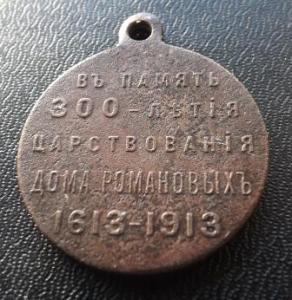 ВЪ ПАМЯТЬ
300-ЛѢТІЯ
ЦАРСТВОВАНІЯ
ДОМА РОМАНОВЫХЪ
1613-1913